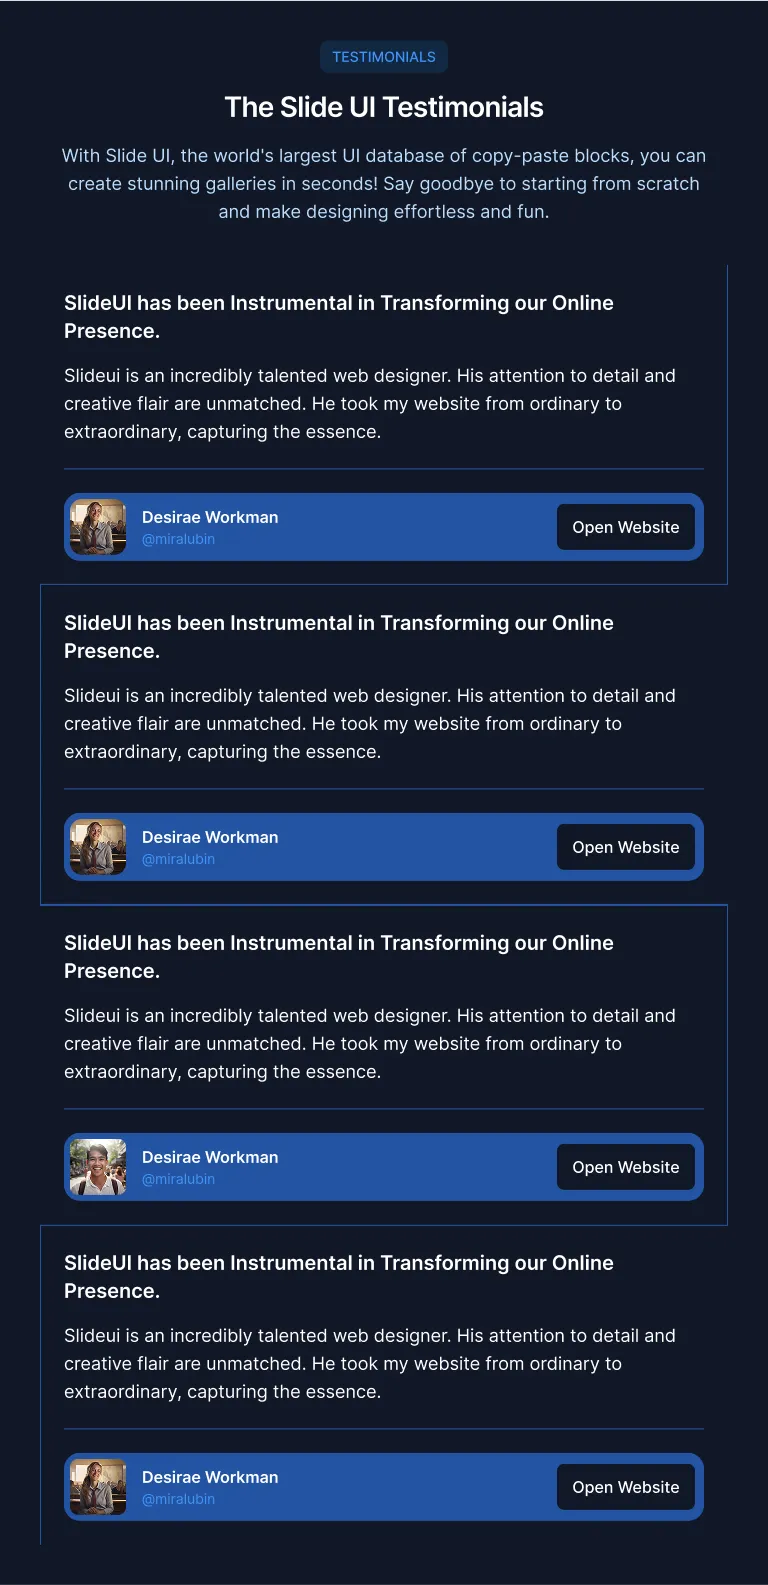 TESTIMONIALS
The Slide UI Testimonials
With Slide UI, the world's largest UI database of copy-paste blocks, you can
create stunning galleries in seconds! Say goodbye to starting from scratch
and make designing effortless and fun.
SlideUI has been Instrumental in Transforming our Online
Presence.
Slideui is an incredibly talented web designer. His attention to detail and
creative flair are unmatched. He took my website from ordinary to
extraordinary, capturing the essence.
Desirae Workman
@miralubin
Open Website
SlideUI has been Instrumental in Transforming our Online
Presence.
Slideui is an incredibly talented web designer. His attention to detail and
creative flair are unmatched. He took my website from ordinary to
extraordinary, capturing the essence.
Desirae Workman
@miralubin
Open Website
SlideUI has been Instrumental in Transforming our Online
Presence.
Slideui is an incredibly talented web designer. His attention to detail and
creative flair are unmatched. He took my website from ordinary to
extraordinary, capturing the essence.
Desirae Workman
@miralubin
Open Website
SlideUI has been Instrumental in Transforming our Online
Presence.
Slideui is an incredibly talented web designer. His attention to detail and
creative flair are unmatched. He took my website from ordinary to
extraordinary, capturing the essence.
Desirae Workman
@miralubin
Open Website